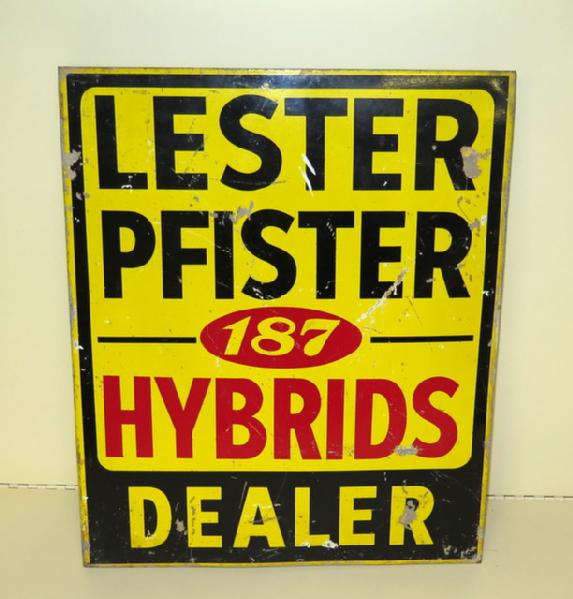 LESTER
PFISTER
187
HYBRIDS
DEALER